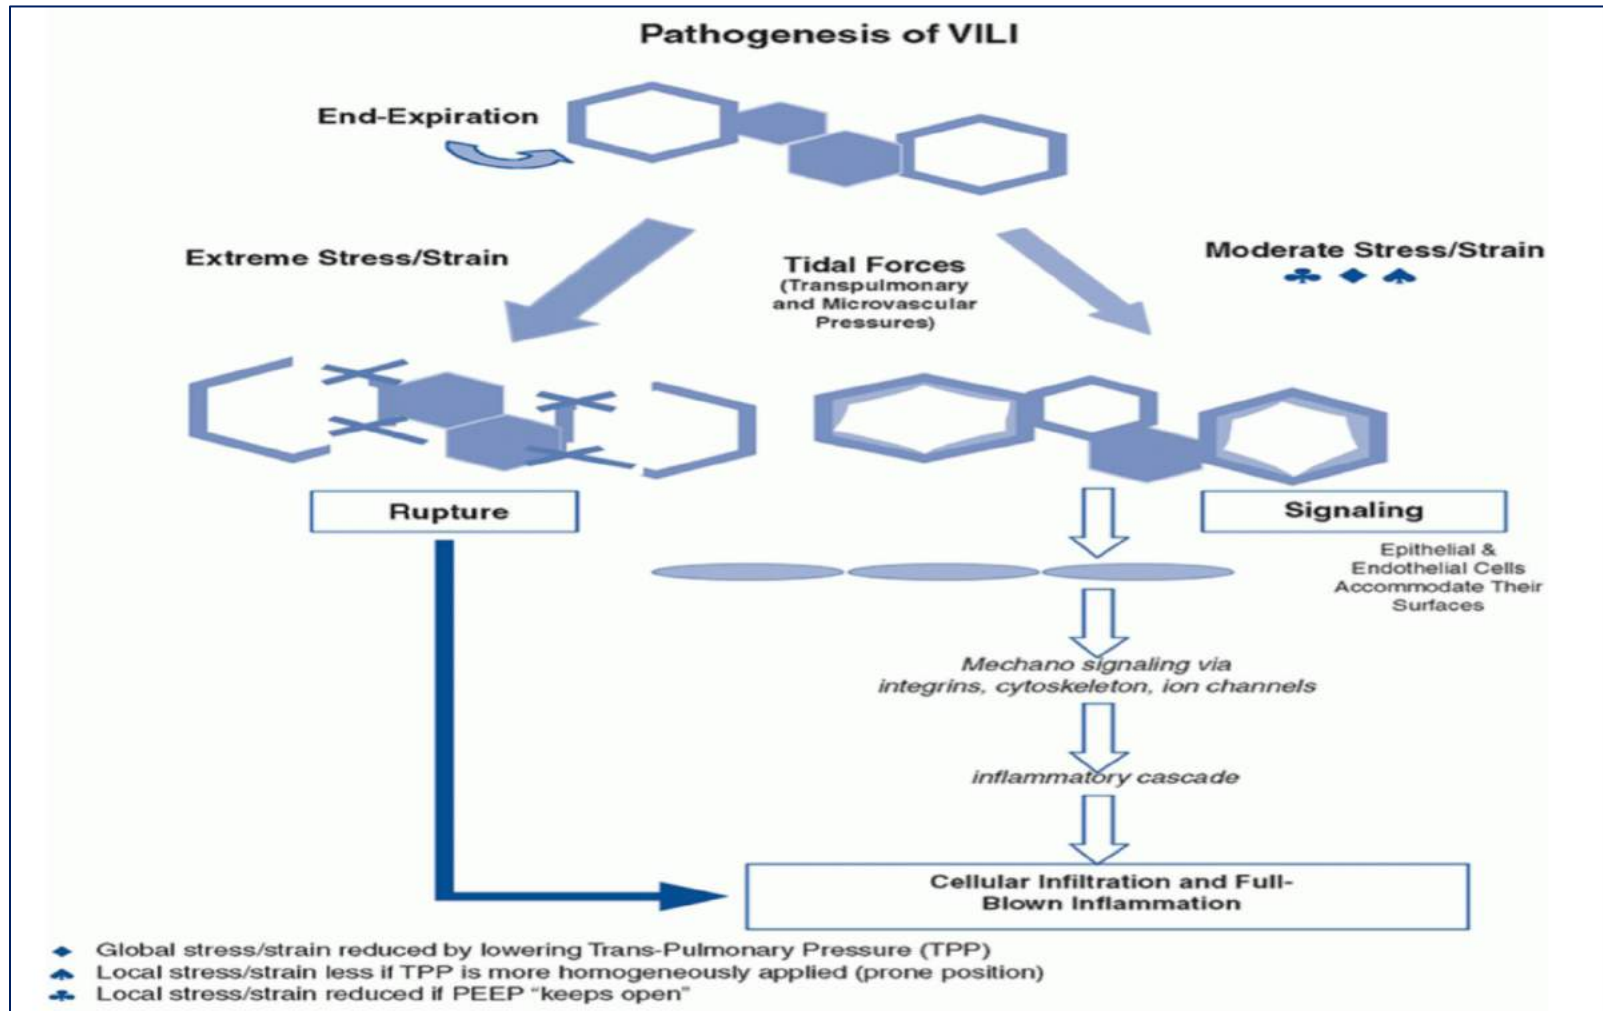 Pathogenesis of VILI
End-Expiration
Extreme Stress/Strain
Tidal Forces
(Transpulmonary
and Microvascular
Pressures)
Moderate Stress/Strain
♣ ♦ ♠
Rupture
Signaling
Epithelial &
Endothelial Cells
Accommodate Their
Surfaces
Mechano signaling via
integrins, cytoskeleton, ion channels
inflammatory cascade
Cellular Infiltration and Full-
Blown Inflammation
♦ Global stress/strain reduced by lowering Trans-Pulmonary Pressure (TPP)
♠ Local stress/strain less if TPP is more homogeneously applied (prone position)
♣ Local stress/strain reduced if PEEP “keeps open”